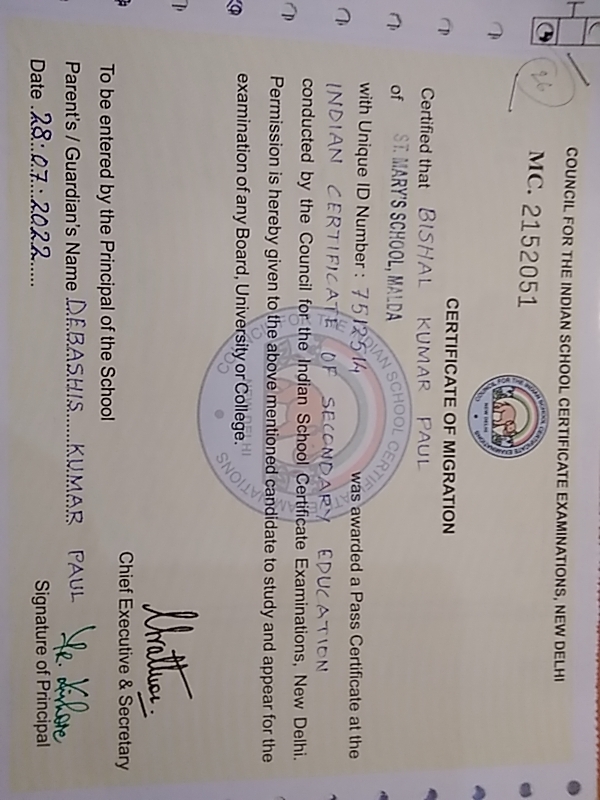 26
COUNCIL FOR THE INDIAN SCHOOL CERTIFICATE EXAMINATIONS, NEW DELHI
MC. 2152051
CERTIFICATE OF MIGRATION
Certified that BISHAL KUMAR PAUL
of ST. MARY'S SCHOOL, MALDA
with Unique ID Number : 7512514 was awarded a Pass Certificate at the
INDIAN CERTIFICATE OF SECONDARY EDUCATION
conducted by the Council for the Indian School Certificate Examinations, New Delhi.
Permission is hereby given to the above mentioned candidate to study and appear for the
examination of any Board, University or College.
Chief Executive & Secretary
To be entered by the Principal of the School
Parent's / Guardian's Name DEBASHIS KUMAR PAUL
Date 28.07.2022
Signature of Principal